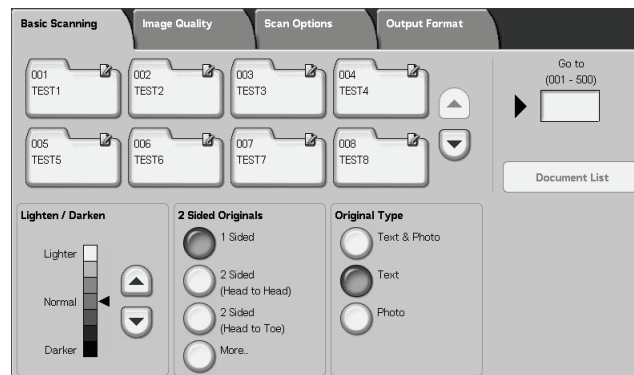 Basic Scanning
Image Quality
Scan Options
Output Format
001
TEST1
002
TEST2
003
TEST3
004
TEST4
Go to
(001 - 500)
005
TEST5
006
TEST6
007
TEST7
008
TEST8
Document List
Lighten / Darken
Lighter
Normal
Darker
2 Sided Originals
1 Sided
2 Sided
(Head to Head)
2 Sided
(Head to Toe)
More..
Original Type
Text & Photo
Text
Photo